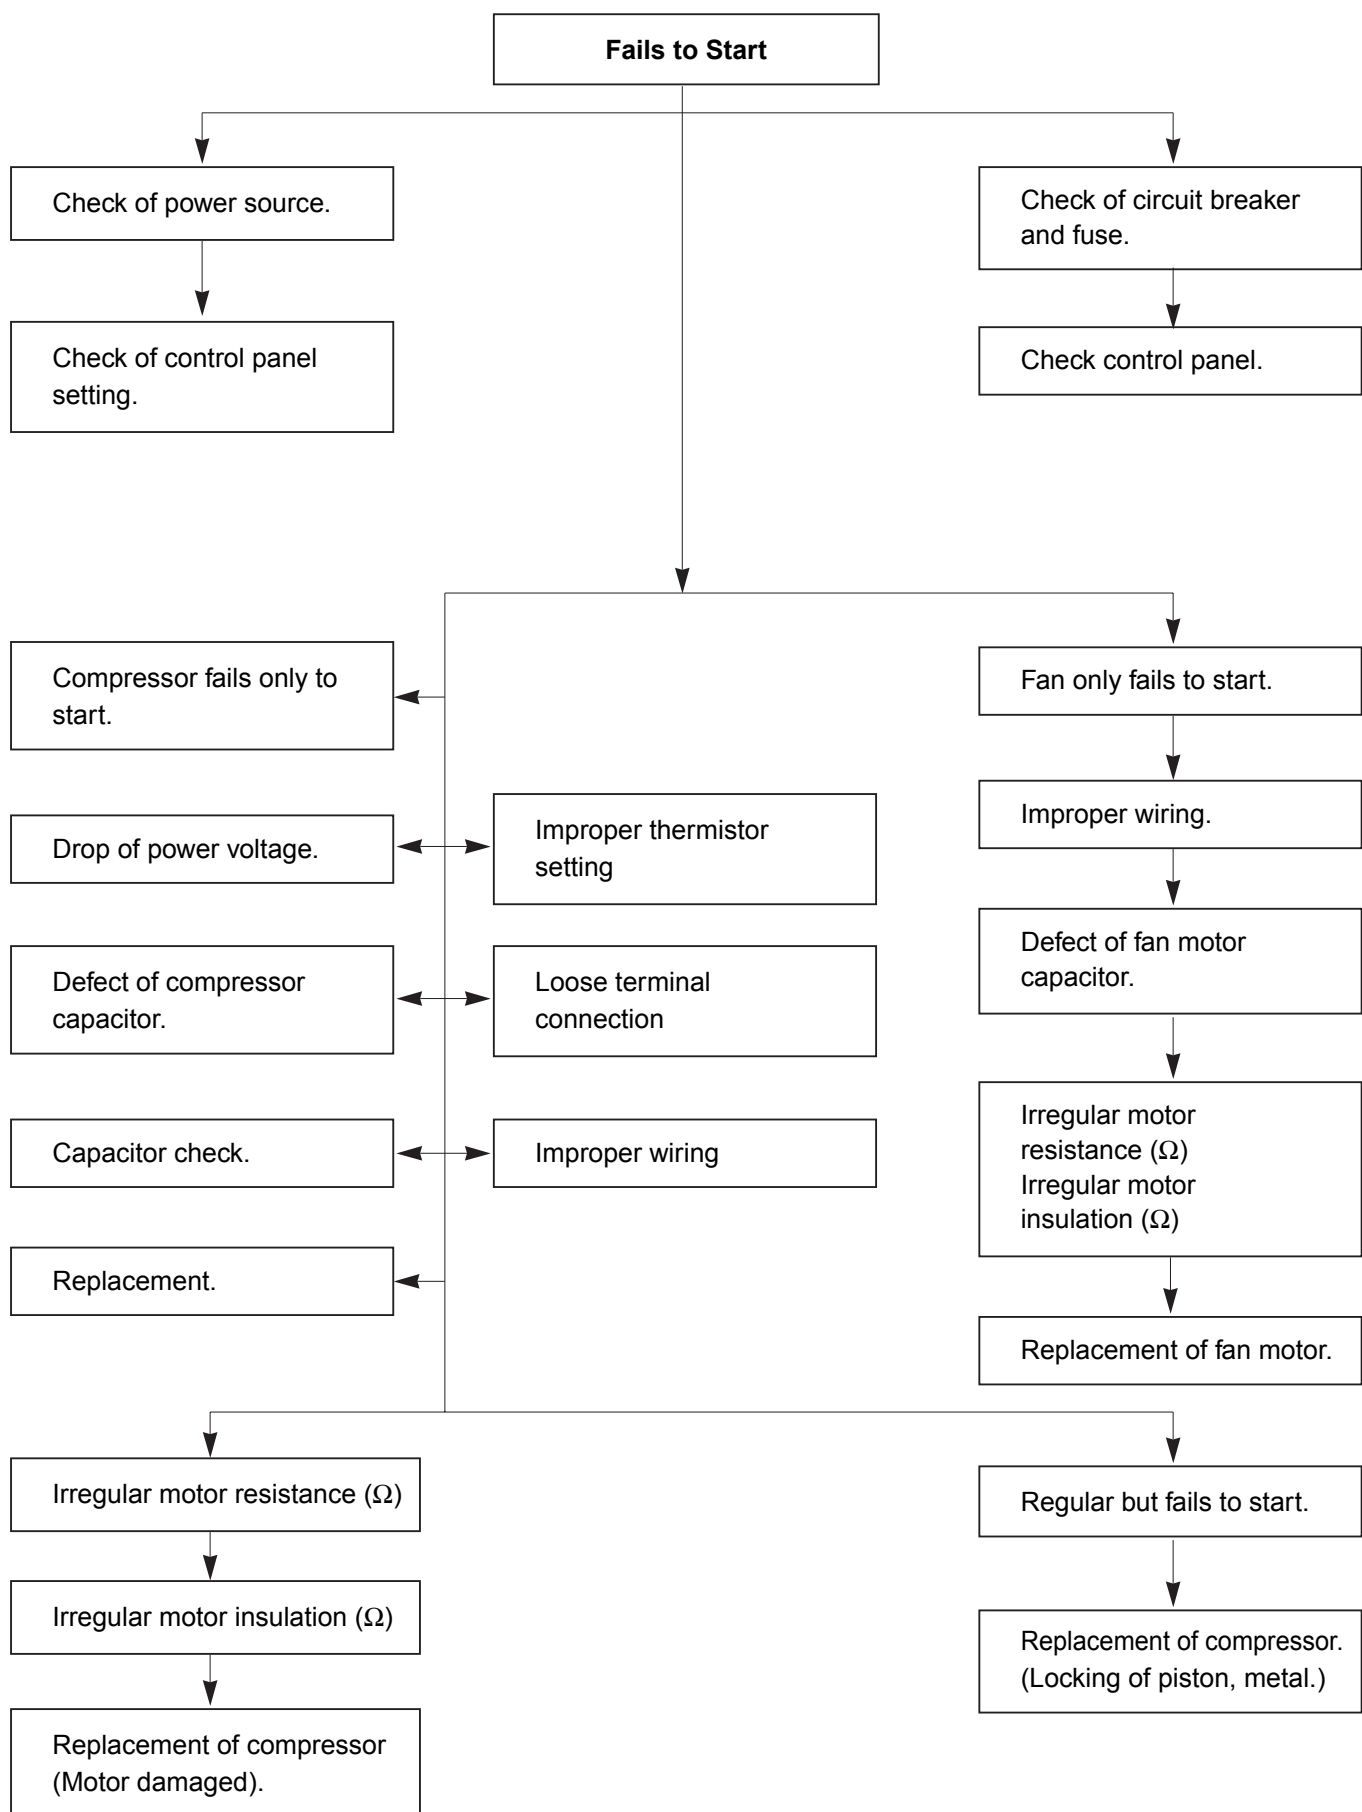 Fails to Start
Check of power source.
Check of circuit breaker
and fuse.
Check of control panel
setting.
Check control panel.
Compressor fails only to
start.
Fan only fails to start.
Drop of power voltage.
Improper thermistor
setting
Improper wiring.
Defect of compressor
capacitor.
Loose terminal
connection
Defect of fan motor
capacitor.
Capacitor check.
Improper wiring
Irregular motor
resistance (Ω)
Irregular motor
insulation (Ω)
Replacement.
Replacement of fan motor.
Irregular motor resistance (Ω)
Regular but fails to start.
Irregular motor insulation (Ω)
Replacement of compressor.
(Locking of piston, metal.)
Replacement of compressor
(Motor damaged).